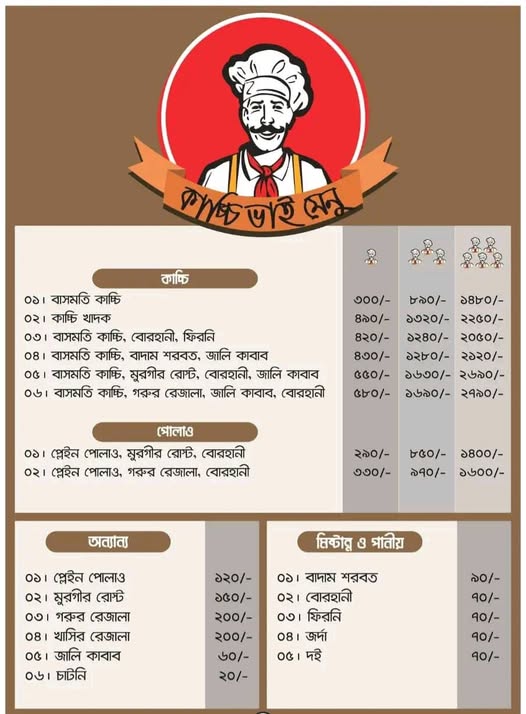 কাচ্চি ভাই মেনু
কাচ্চি
০১। বাসমতি কাচ্চি ৩০০/- ৮৯০/- ১৪৮০/-
০২। কাচ্চি খাদক ৪৯০/- ১৩২০/- ২২৫০/-
০৩। বাসমতি কাচ্চি, বোরহানী, ফিরনি ৪২০/- ১২৪০/- ২০৫০/-
০৪। বাসমতি কাচ্চি, বাদাম শরবত, জালি কাবাব ৪৩০/- ১২৮০/- ২১২০/-
০৫। বাসমতি কাচ্চি, মুরগীর রোস্ট, বোরহানী, জালি কাবাব ৫৫০/- ১৬৩০/- ২৬৯০/-
০৬। বাসমতি কাচ্চি, গরুর রেজালা, জালি কাবাব, বোরহানী ৫৮০/- ১৬৯০/- ২৭৯০/-
পোলাও
০১। প্লেইন পোলাও, মুরগীর রোস্ট, বোরহানী ২৯০/- ৮৫০/- ১৪০০/-
০২। প্লেইন পোলাও, গরুর রেজালা, বোরহানী ৩৩০/- ৯৭০/- ১৬০০/-
অন্যান্য
০১। প্লেইন পোলাও ১২০/-
০২। মুরগীর রোস্ট ১৫০/-
০৩। গরুর রেজালা ২০০/-
০৪। খাসির রেজালা ২০০/-
০৫। জালি কাবাব ৬০/-
০৬। চাটনি ২০/-
মিষ্টান্ন ও পানীয়
০১। বাদাম শরবত ৯০/-
০২। বোরহানী ৭০/-
০৩। ফিরনি ৭০/-
০৪। জর্দা ৭০/-
০৫। দই ৭০/-